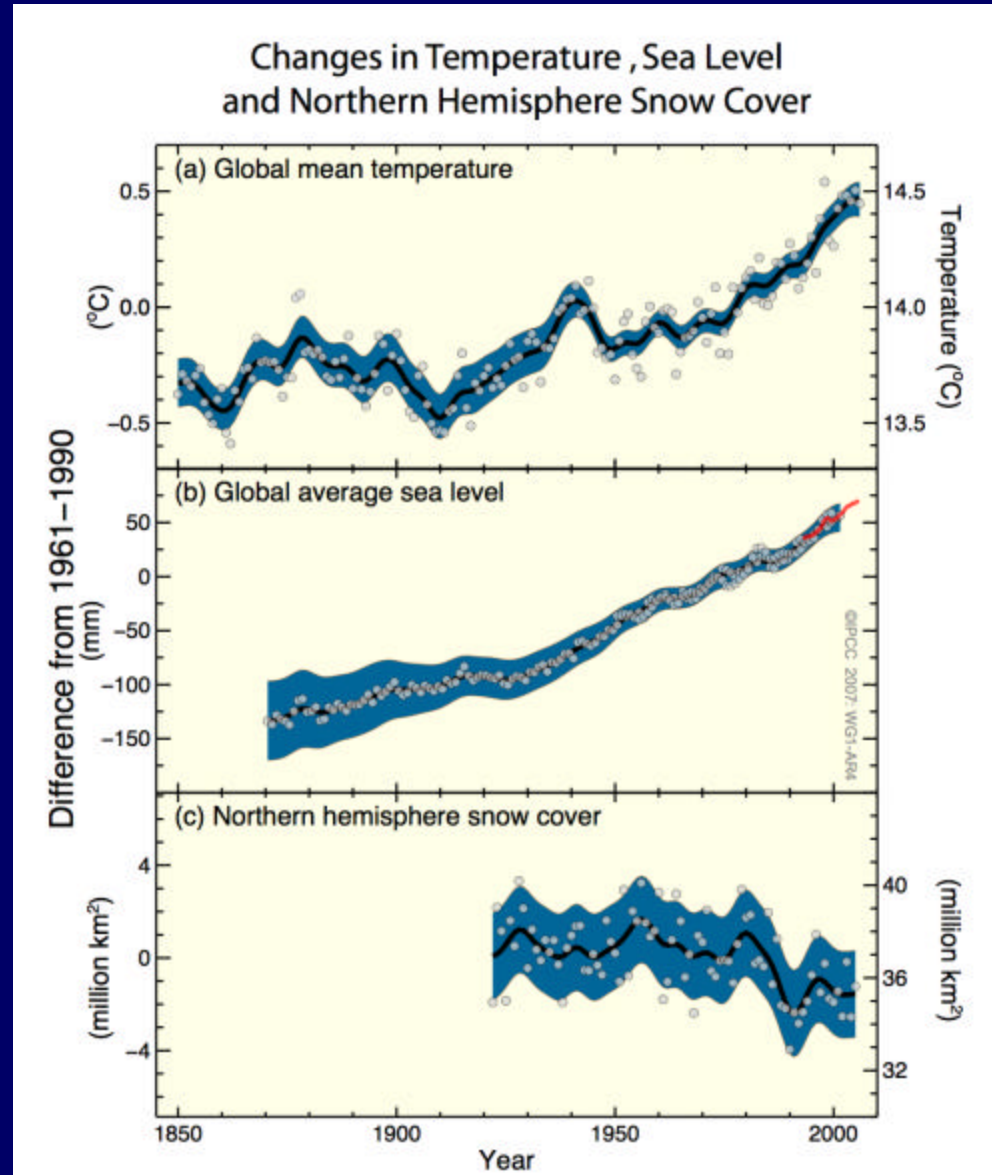 Changes in Temperature , Sea Level
and Northern Hemisphere Snow Cover
Difference from 1961–1990
(a) Global mean temperature
(°C)
0.5
0.0
−0.5
14.5
14.0
13.5
Temperature (°C)
(b) Global average sea level
(mm)
50
0
−50
−100
−150
©IPCC 2007: WG1-AR4
(c) Northern hemisphere snow cover
(million km²)
4
0
−4
40
36
32
(million km²)
1850 1900 1950 2000
Year